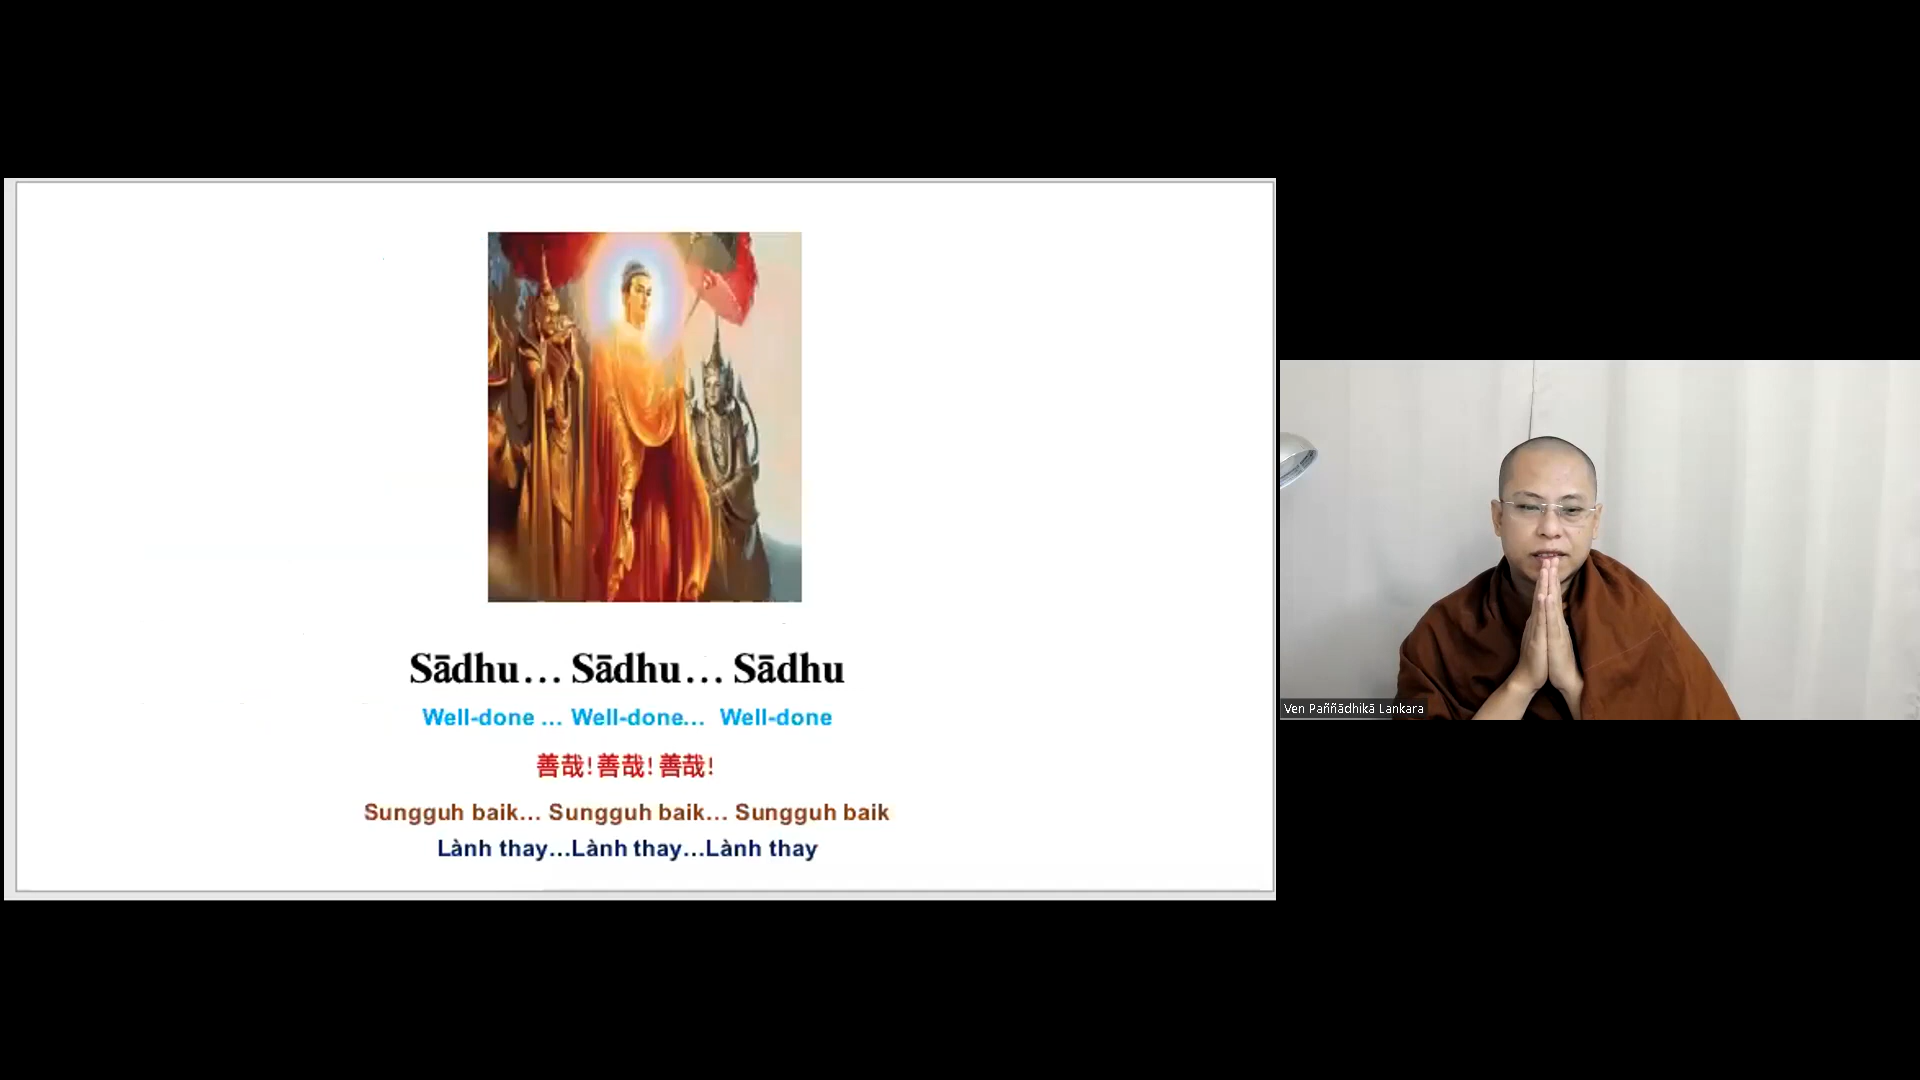 Sādhu... Sādhu... Sādhu
Well-done ... Well-done... Well-done
善哉! 善哉! 善哉!
Sungguh baik... Sungguh baik... Sungguh baik
Lành thay...Lành thay...Lành thay
Ven Paññādhikā Lankara